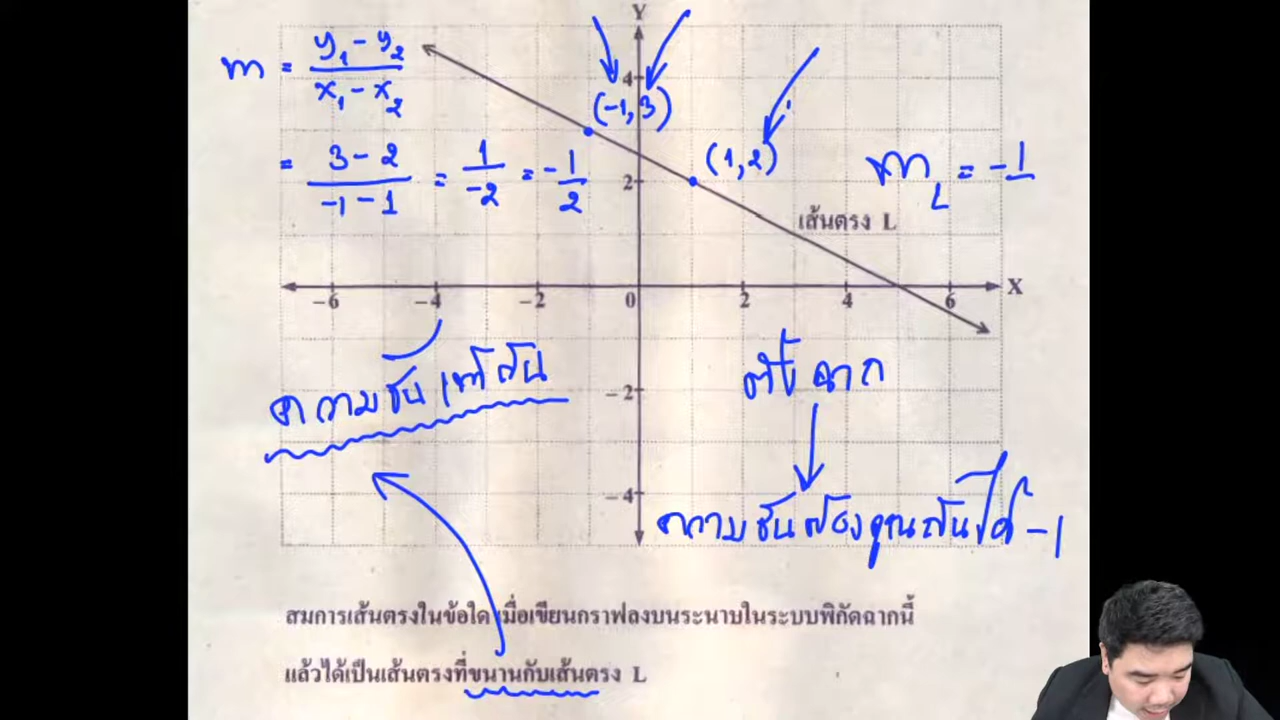 m = y₁ - y₂ / x₁ - x₂
= 3 - 2 / -1 - 1 = 1 / -2 = - 1 / 2
Y
4
(-1, 3)
(1, 2)
m L = - 1
2
เส้นตรง L
-6 -4 -2 0 2 4 6 X
ความชันเท่ากัน
ตั้งฉาก
-2
-4
ความชันต้องคูณกันได้ -1
สมการเส้นตรงในข้อใด เมื่อเขียนกราฟลงบนระนาบในระบบพิกัดฉากนี้
แล้วได้เป็นเส้นตรงที่ขนานกับเส้นตรง L